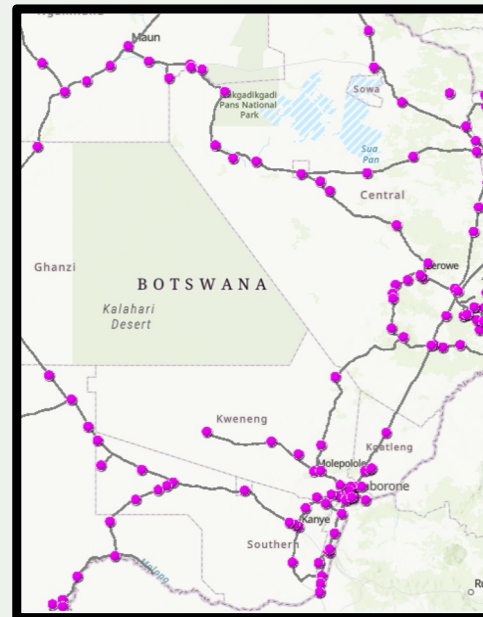 Maun
Makgadikgadi
Pans National
Park
Sowa
Sua
Pan
Central
Serowe
Ghanzi
BOTSWANA
Kalahari
Desert
Kweneng
Kgatleng
Molepolole
Gaborone
Kanye
Southern
Molopo